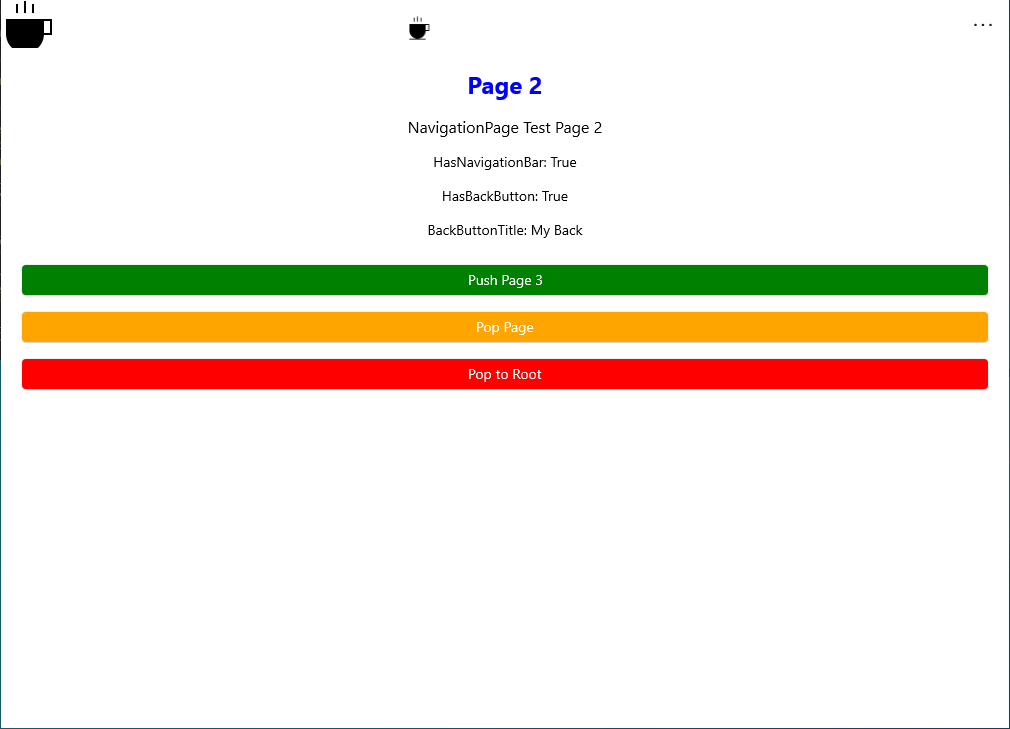 Page 2
NavigationPage Test Page 2
HasNavigationBar: True
HasBackButton: True
BackButtonTitle: My Back
Push Page 3
Pop Page
Pop to Root